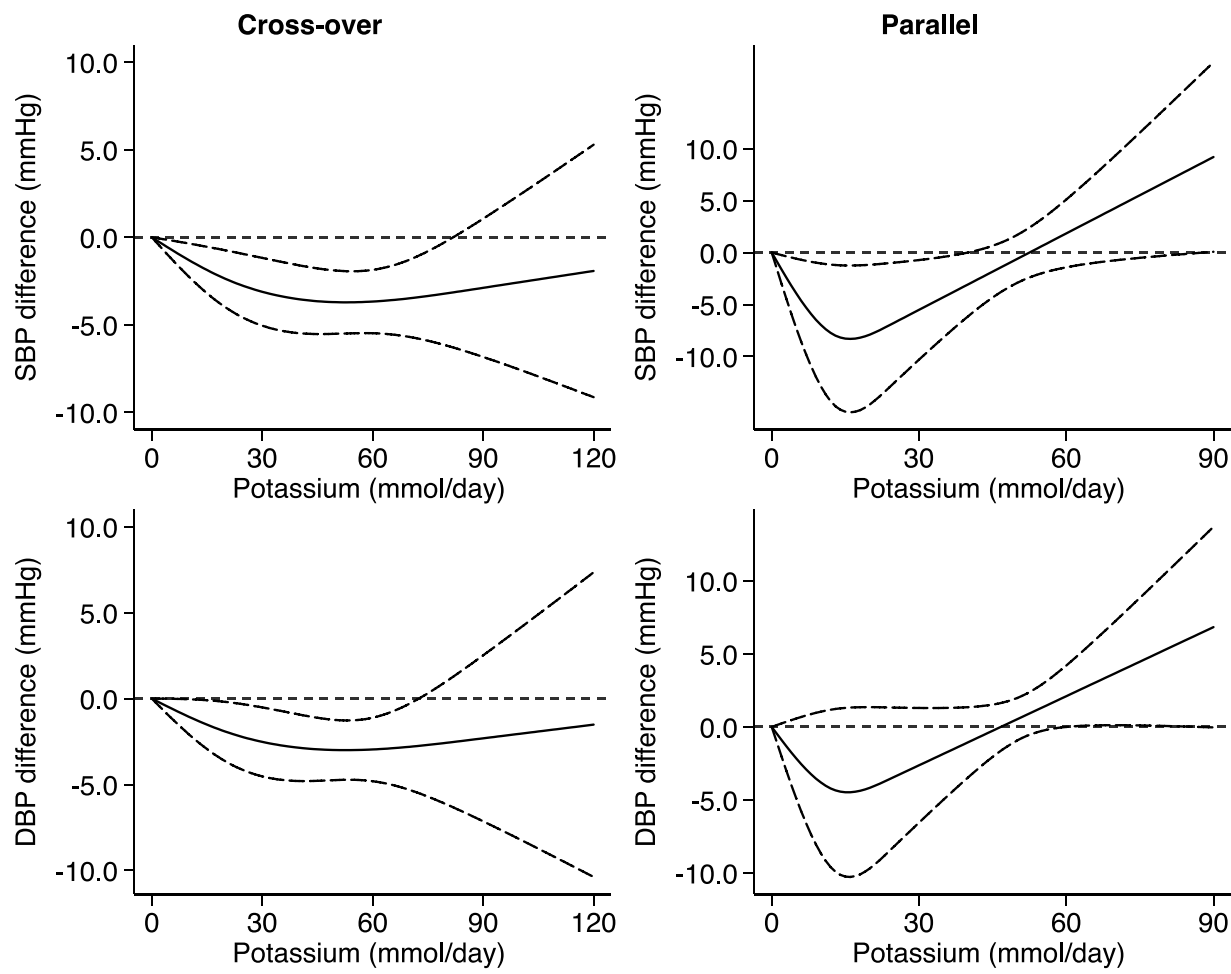 Cross-over
Parallel
SBP difference (mmHg)
10.0
5.0
0.0
-5.0
-10.0
0 30 60 90 120
Potassium (mmol/day)
SBP difference (mmHg)
10.0
5.0
0.0
-5.0
-10.0
0 30 60 90
Potassium (mmol/day)
DBP difference (mmHg)
10.0
5.0
0.0
-5.0
-10.0
0 30 60 90 120
Potassium (mmol/day)
DBP difference (mmHg)
10.0
5.0
0.0
-5.0
-10.0
0 30 60 90
Potassium (mmol/day)